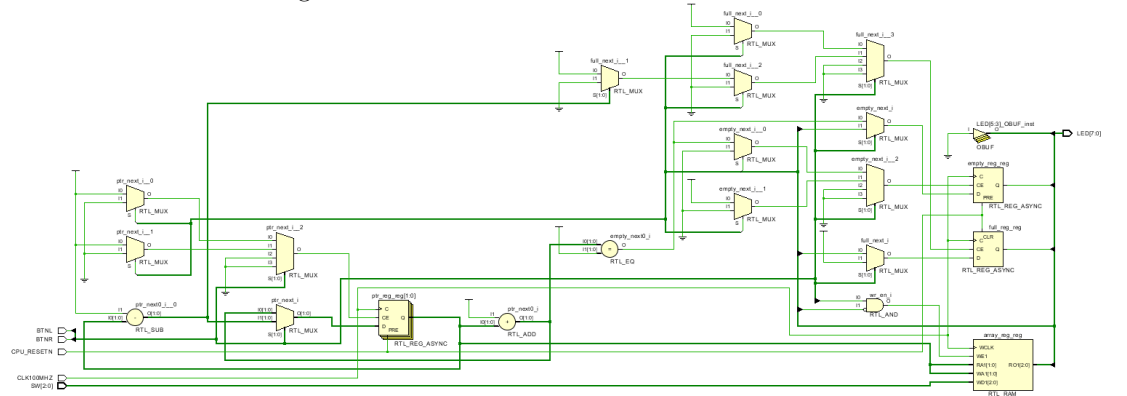 full_next_i__0
I0
I1
O
S
RTL_MUX
full_next_i__3
I0
I1
I2
I3
O
S[1:0]
RTL_MUX
full_next_i__1
I0
I1
O
S[1:0]
RTL_MUX
full_next_i__2
I0
I1
O
S
RTL_MUX
empty_next_i
I0
I1
O
S[1:0]
RTL_MUX
LED[5:3]_OBUF_inst
I
O
OBUF
LED[7:0]
empty_next_i__0
I0
I1
O
S
RTL_MUX
empty_next_i__2
I0
I1
I2
I3
O
S[1:0]
RTL_MUX
empty_reg_reg
C
CE
D
PRE
Q
RTL_REG_ASYNC
ptr_next_i__0
I0
I1
O
S
RTL_MUX
empty_next_i__1
I0
I1
O
S
RTL_MUX
ptr_next_i__1
I0
I1
O
S
RTL_MUX
ptr_next_i__2
I0
I1
I2
I3
O
S[1:0]
RTL_MUX
empty_next0_i
I0[1:0]
I1[1:0]
O
RTL_EQ
full_next_i
I0
I1
O
S[1:0]
RTL_MUX
full_reg_reg
CLR
C
CE
D
Q
RTL_REG_ASYNC
ptr_next0_i__0
I1
I0[1:0]
O[1:0]
RTL_SUB
ptr_next_i
I0[1:0]
I1[1:0]
O[1:0]
S[1:0]
RTL_MUX
ptr_reg_reg[1:0]
C
CE
D
PRE
Q
RTL_REG_ASYNC
ptr_next0_i
I1
I0[1:0]
O[1:0]
RTL_ADD
wr_en_i
I0
I1
O
RTL_AND
BTNL
BTNR
CPU_RESETN
CLK100MHZ
SW[2:0]
array_reg_reg
WCLK
WE1
RA1[1:0]
WA1[1:0]
WD1[2:0]
RO1[2:0]
RTL_RAM